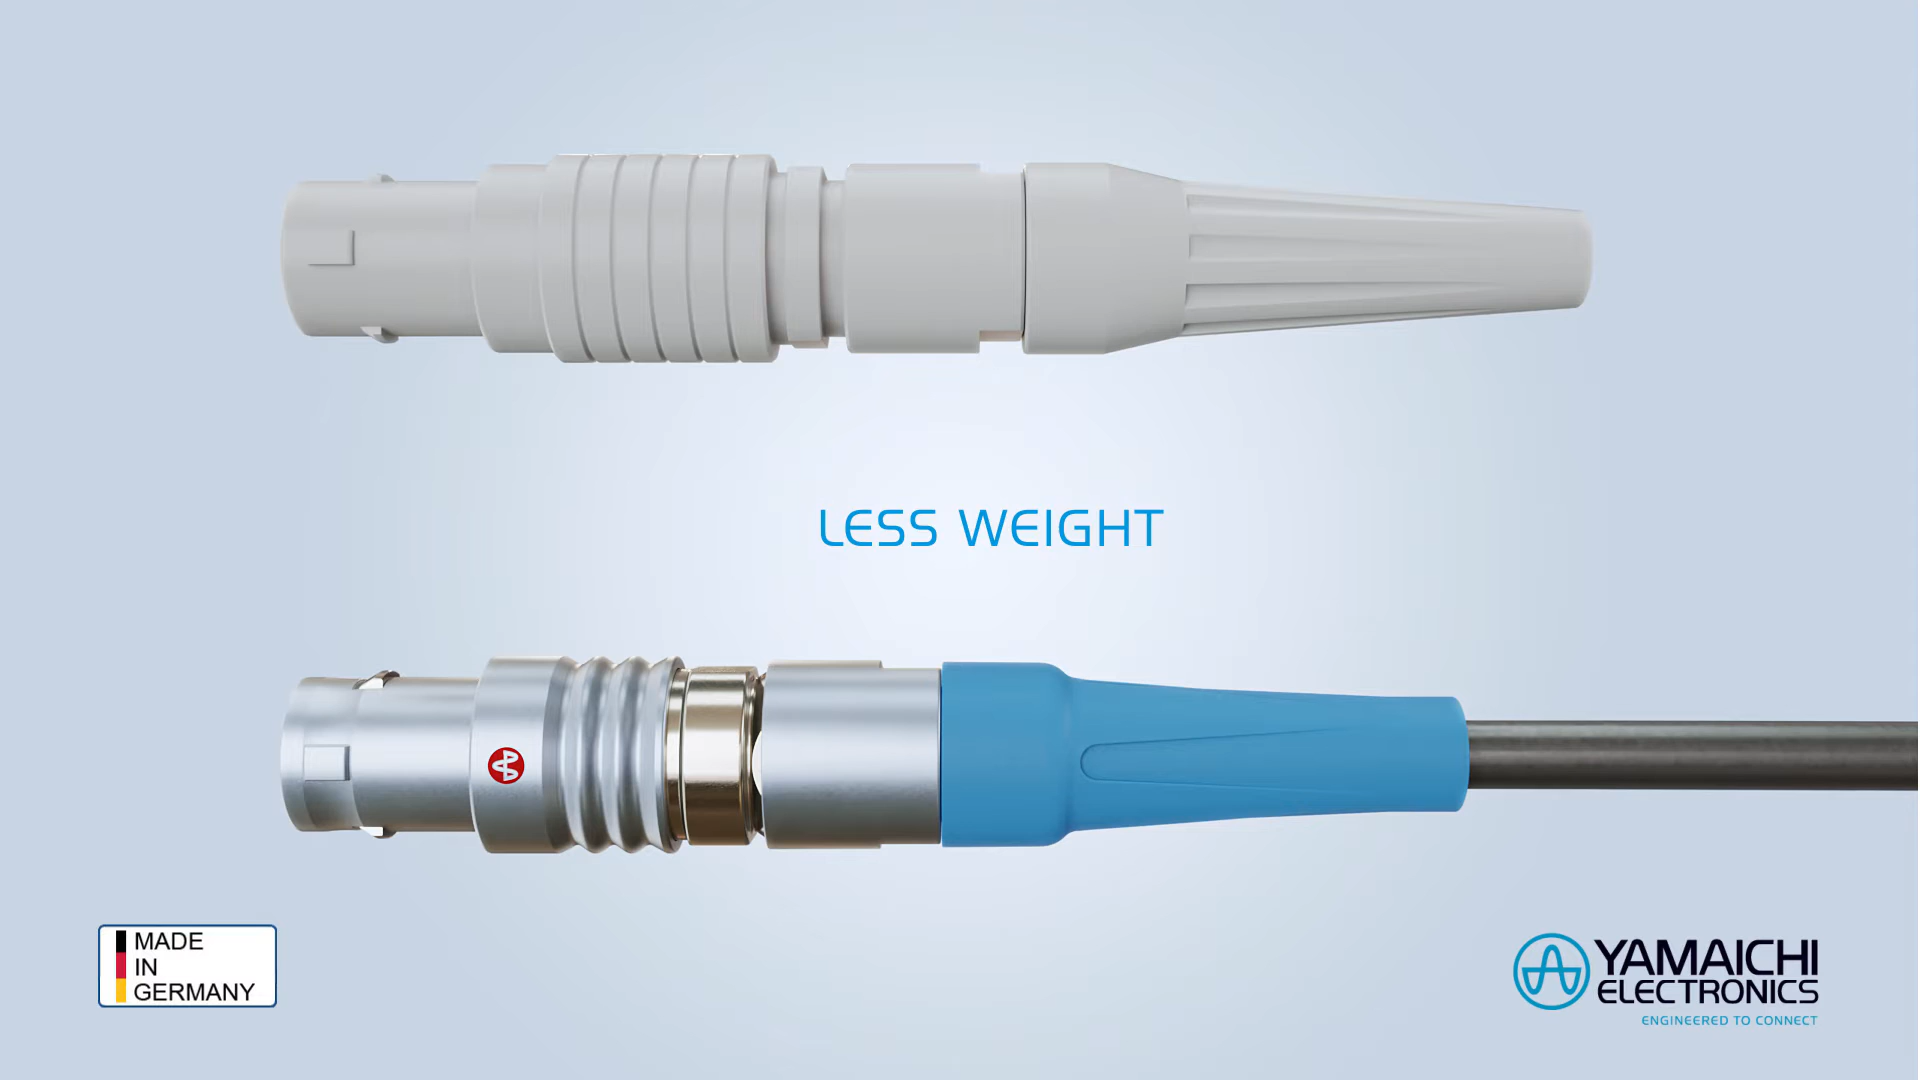 LESS WEIGHT
MADE
IN
GERMANY
YAMAICHI
ELECTRONICS
ENGINEERED TO CONNECT